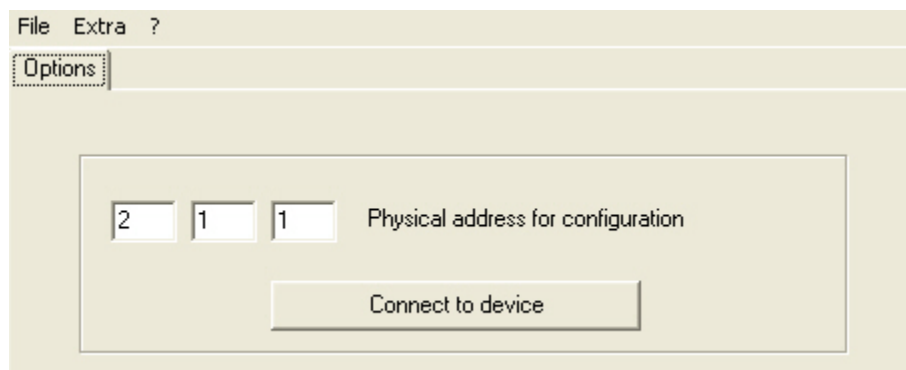 File Extra ?
Options
2 1 1 Physical address for configuration
Connect to device